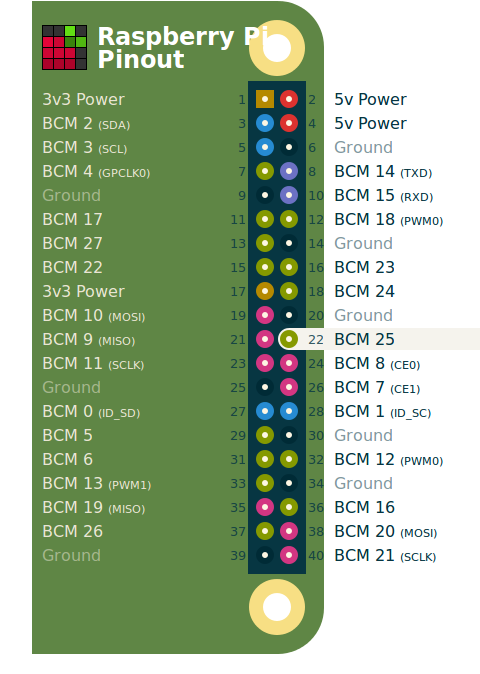 Raspberry Pi
Pinout
3v3 Power 1 2 5v Power
BCM 2 (SDA) 3 4 5v Power
BCM 3 (SCL) 5 6 Ground
BCM 4 (GPCLK0) 7 8 BCM 14 (TXD)
Ground 9 10 BCM 15 (RXD)
BCM 17 11 12 BCM 18 (PWM0)
BCM 27 13 14 Ground
BCM 22 15 16 BCM 23
3v3 Power 17 18 BCM 24
BCM 10 (MOSI) 19 20 Ground
BCM 9 (MISO) 21 22 BCM 25
BCM 11 (SCLK) 23 24 BCM 8 (CE0)
Ground 25 26 BCM 7 (CE1)
BCM 0 (ID_SD) 27 28 BCM 1 (ID_SC)
BCM 5 29 30 Ground
BCM 6 31 32 BCM 12 (PWM0)
BCM 13 (PWM1) 33 34 Ground
BCM 19 (MISO) 35 36 BCM 16
BCM 26 37 38 BCM 20 (MOSI)
Ground 39 40 BCM 21 (SCLK)